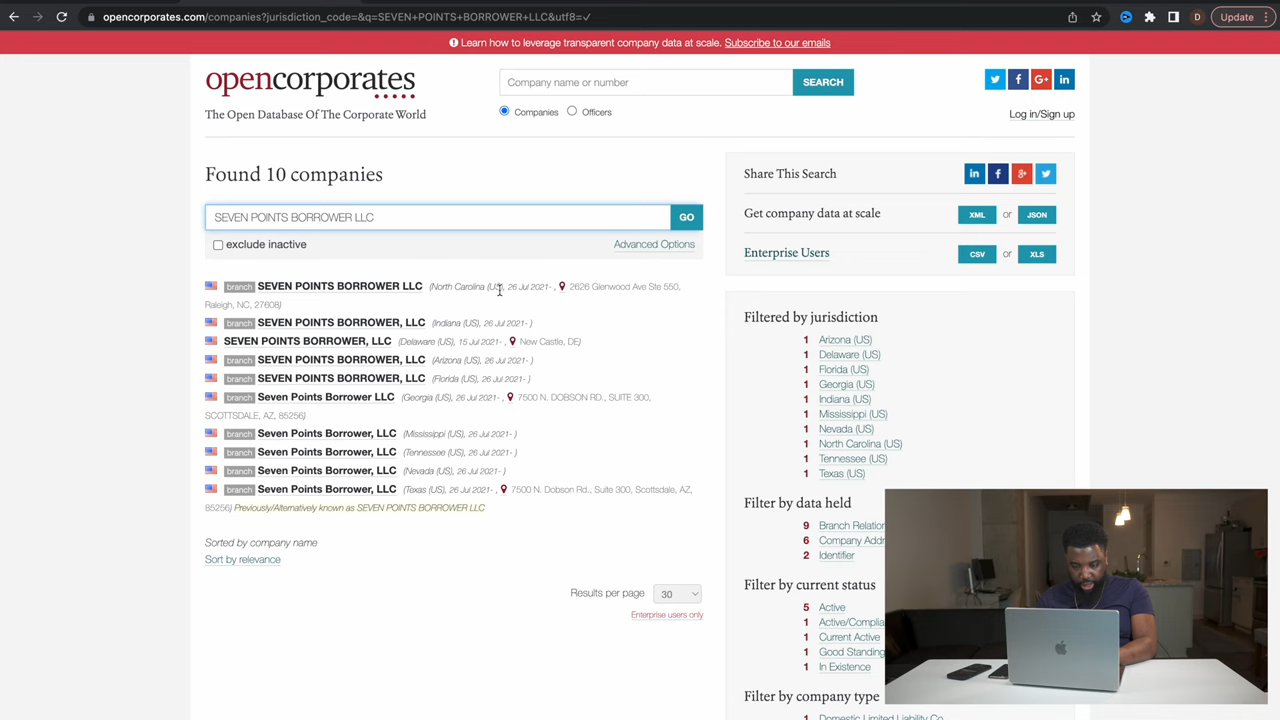 opencorporates.com/companies?jurisdiction_code=&q=SEVEN+POINTS+BORROWER+LLC&utf8=✓
D
Update
Learn how to leverage transparent company data at scale. Subscribe to our emails
opencorporates
The Open Database Of The Corporate World
Company name or number
SEARCH
Companies
Officers
Log in/Sign up
Found 10 companies
SEVEN POINTS BORROWER LLC
GO
exclude inactive
Advanced Options
branch SEVEN POINTS BORROWER LLC (North Carolina (US), 26 Jul 2021- , 2626 Glenwood Ave Ste 550,
Raleigh, NC, 27608)
branch SEVEN POINTS BORROWER, LLC (Indiana (US), 26 Jul 2021- )
SEVEN POINTS BORROWER, LLC (Delaware (US), 15 Jul 2021- , New Castle, DE)
branch SEVEN POINTS BORROWER, LLC (Arizona (US), 26 Jul 2021- )
branch SEVEN POINTS BORROWER, LLC (Florida (US), 26 Jul 2021- )
branch Seven Points Borrower LLC (Georgia (US), 26 Jul 2021- , 7500 N. DOBSON RD., SUITE 300,
SCOTTSDALE, AZ, 85256)
branch Seven Points Borrower, LLC (Mississippi (US), 26 Jul 2021- )
branch Seven Points Borrower, LLC (Tennessee (US), 26 Jul 2021- )
branch Seven Points Borrower, LLC (Nevada (US), 26 Jul 2021- )
branch Seven Points Borrower, LLC (Texas (US), 26 Jul 2021- , 7500 N. Dobson Rd., Suite 300, Scottsdale, AZ,
85256) Previously/Alternatively known as SEVEN POINTS BORROWER LLC
Sorted by company name
Sort by relevance
Results per page 30
Enterprise users only
Share This Search
Get company data at scale XML or JSON
Enterprise Users CSV or XLS
Filtered by jurisdiction
1 Arizona (US)
1 Delaware (US)
1 Florida (US)
1 Georgia (US)
1 Indiana (US)
1 Mississippi (US)
1 Nevada (US)
1 North Carolina (US)
1 Tennessee (US)
1 Texas (US)
Filter by data held
9 Branch Relation
6 Company Addr
2 Identifier
Filter by current status
5 Active
1 Active/Complia
1 Current Active
1 Good Standing
1 In Existence
Filter by company type
1 Domestic Limited Liability Co